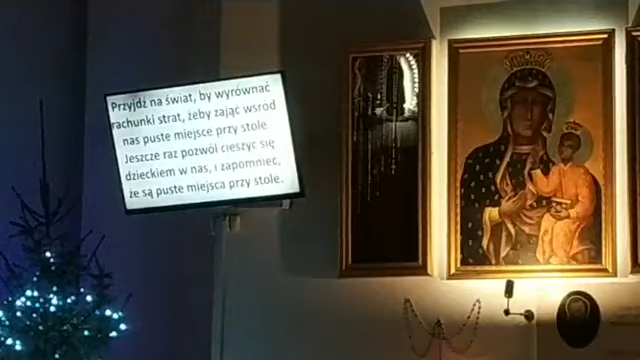 Przyjdź na świat, by wyrównać
rachunki strat, żeby zająć wśród
nas puste miejsce przy stole.
Jeszcze raz pozwól cieszyć się
dzieckiem w nas, i zapomnieć,
że są puste miejsca przy stole.